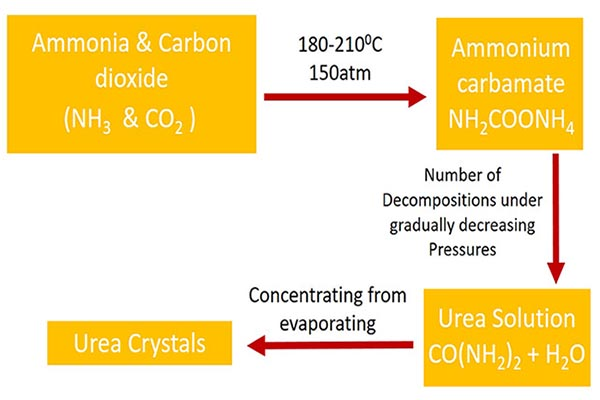 Ammonia & Carbon
dioxide
(NH₃ & CO₂ )
180-210⁰C
150atm
Ammonium
carbamate
NH₂COONH₄
Number of
Decompositions under
gradually decreasing
Pressures
Urea Solution
CO(NH₂)₂ + H₂O
Concentrating from
evaporating
Urea Crystals